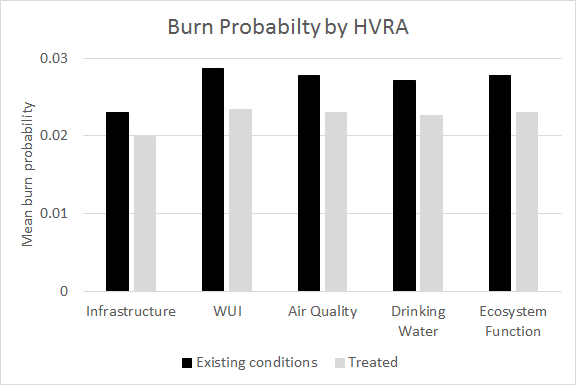 Burn Probabilty by HVRA
Mean burn probability
0.03
0.02
0.01
0
Infrastructure
WUI
Air Quality
Drinking
Water
Ecosystem
Function
Existing conditions
Treated